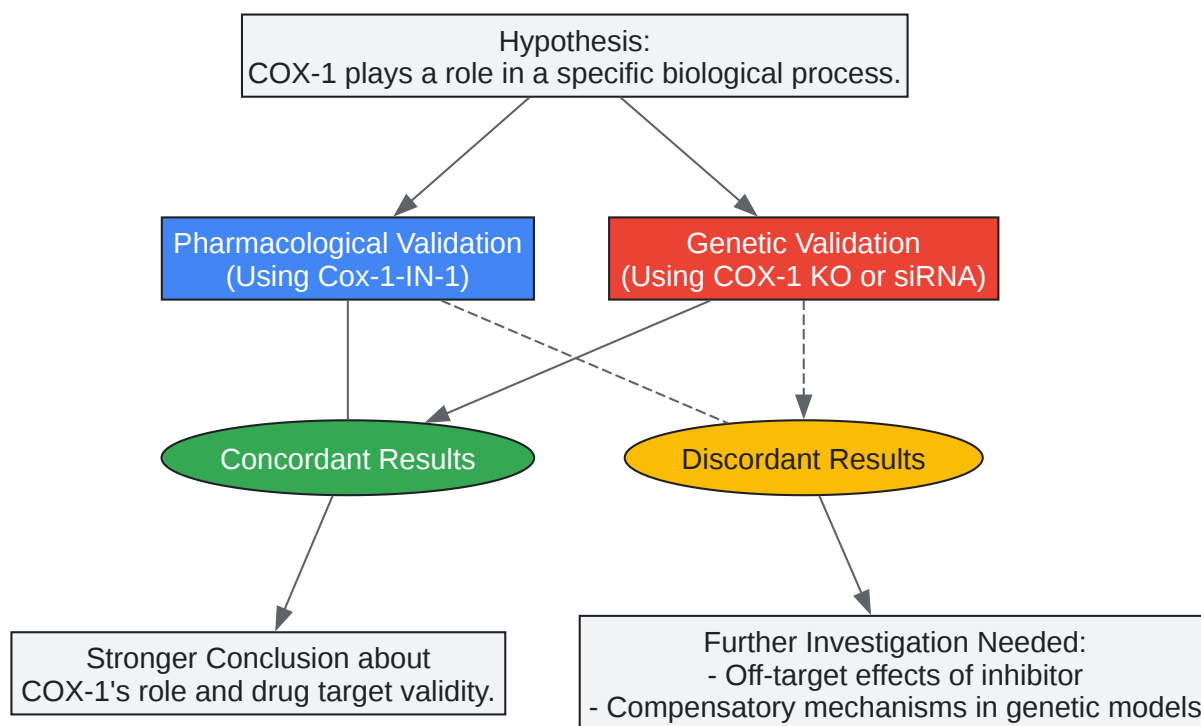 Hypothesis:
COX-1 plays a role in a specific biological process.
Pharmacological Validation
(Using Cox-1-IN-1)
Genetic Validation
(Using COX-1 KO or siRNA)
Concordant Results
Discordant Results
Stronger Conclusion about
COX-1's role and drug target validity.
Further Investigation Needed:
- Off-target effects of inhibitor
- Compensatory mechanisms in genetic models